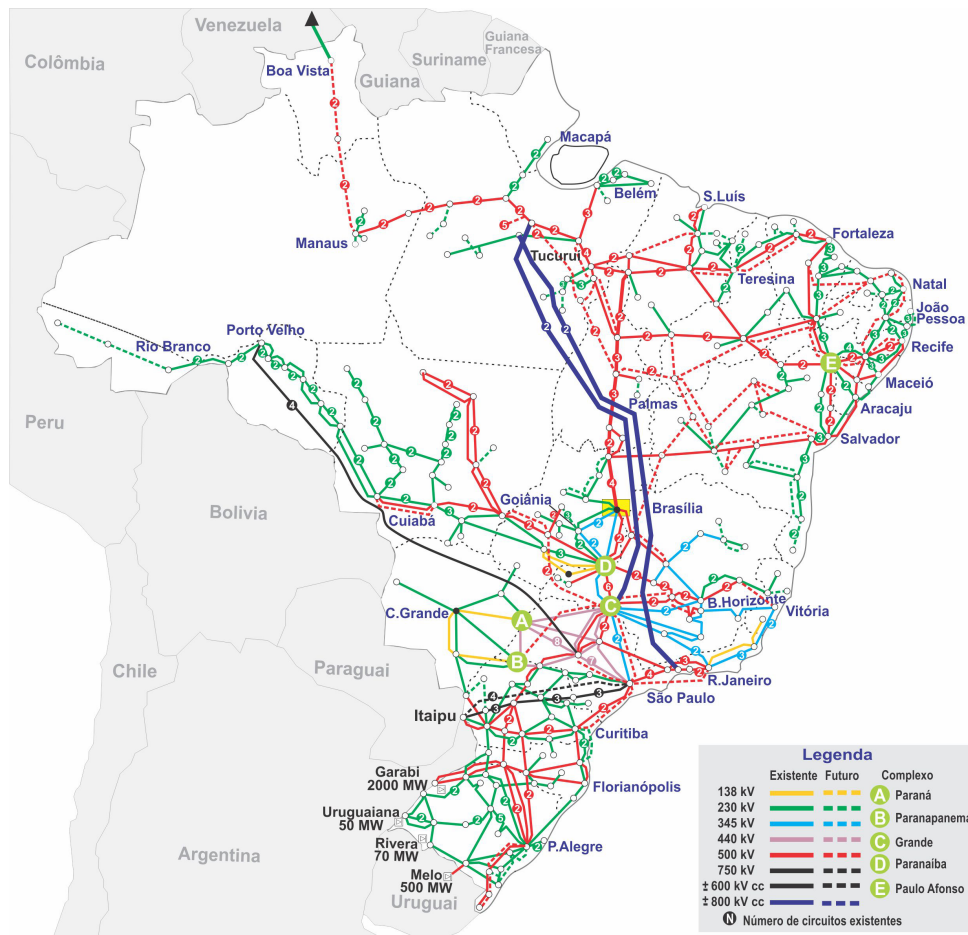 Venezuela
Guiana
Francesa
Suriname
Colômbia
Boa Vista
Guiana
Macapá
Belém
S.Luís
Manaus
Fortaleza
Tucuruí
Teresina
Natal
João
Pessoa
Porto Velho
Rio Branco
Recife
Maceió
Palmas
Aracaju
Peru
Salvador
Goiânia
Brasília
Bolivia
Cuiabá
C.Grande
B.Horizonte
Vitória
Chile
Paraguai
R.Janeiro
São Paulo
Itaipu
Curitiba
Garabi
2000 MW
Florianópolis
Uruguaiana
50 MW
Rivera
70 MW
P.Alegre
Argentina
Melo
500 MW
Uruguai
A
B
C
D
E
Legenda
Existente Futuro Complexo
138 kV A Paraná
230 kV
345 kV B Paranapanema
440 kV C Grande
500 kV D Paranaiba
750 kV
± 600 kV cc E Paulo Afonso
± 800 kV cc
N Número de circuitos existentes